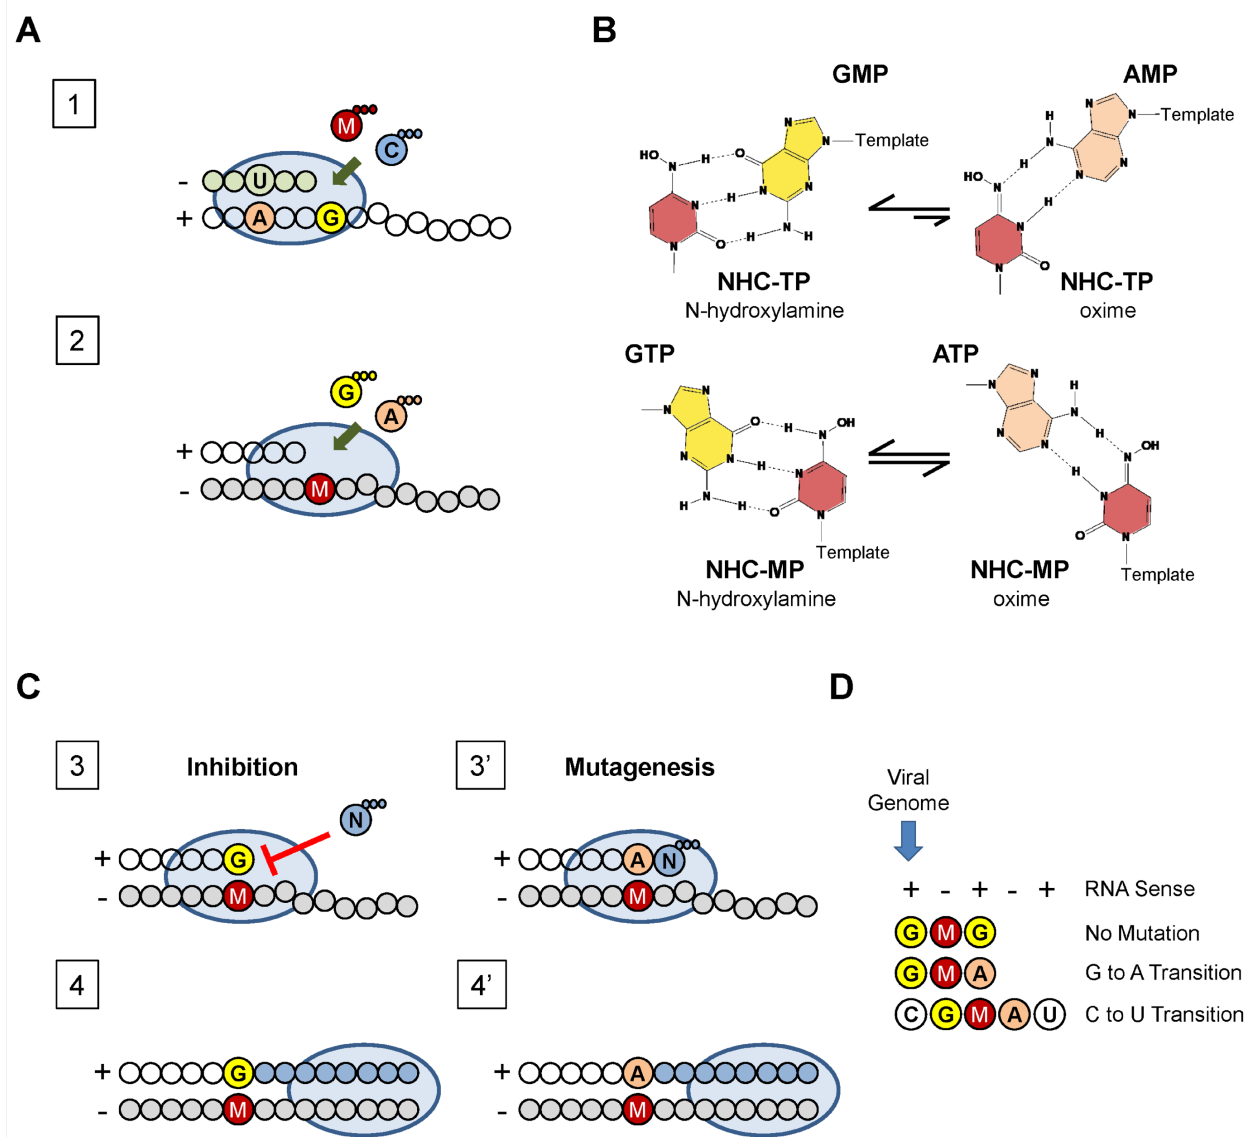 A
1
M
C
-
U
+
A
G
2
G
A
+
-
M
B
GMP
AMP
HO
N
H
O
N
N
N
Template
N
H
N
N
N
O
H
N
H
NHC-TP
N-hydroxylamine
H
H
N
N
N
Template
HO
N
H
N
N
H
N
N
O
NHC-TP
oxime
GTP
ATP
N
N
O
H
N
OH
N
N
H
N
H
N
H
O
N
Template
NHC-MP
N-hydroxylamine
N
N
H
N
H
N
N
H
N
OH
N
O
N
Template
NHC-MP
oxime
C
3
Inhibition
N
+
G
-
M
3’
Mutagenesis
+
A
N
-
M
4
+
G
-
M
4’
+
A
-
M
D
Viral
Genome
+ - + - + RNA Sense
G M G No Mutation
G M A G to A Transition
C G M A U C to U Transition